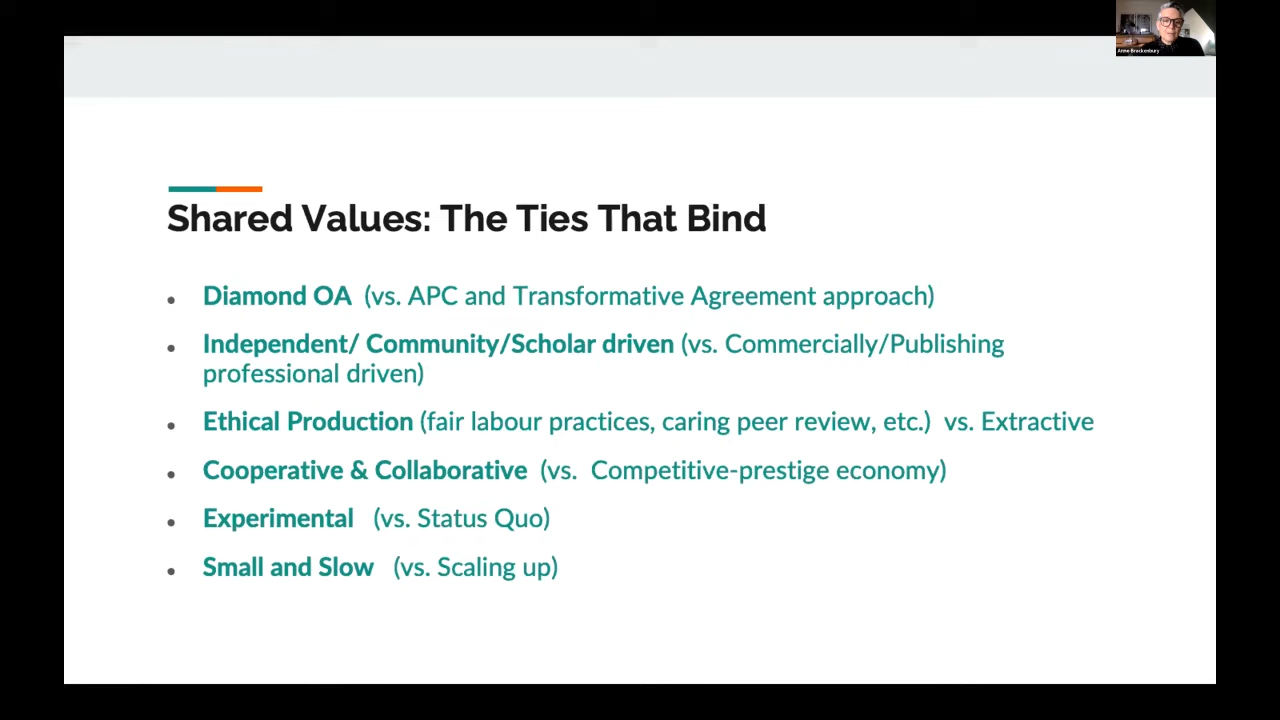 Anne Brackenbury
Shared Values: The Ties That Bind
• Diamond OA (vs. APC and Transformative Agreement approach)
• Independent/ Community/Scholar driven (vs. Commercially/Publishing
professional driven)
• Ethical Production (fair labour practices, caring peer review, etc.) vs. Extractive
• Cooperative & Collaborative (vs. Competitive-prestige economy)
• Experimental (vs. Status Quo)
• Small and Slow (vs. Scaling up)